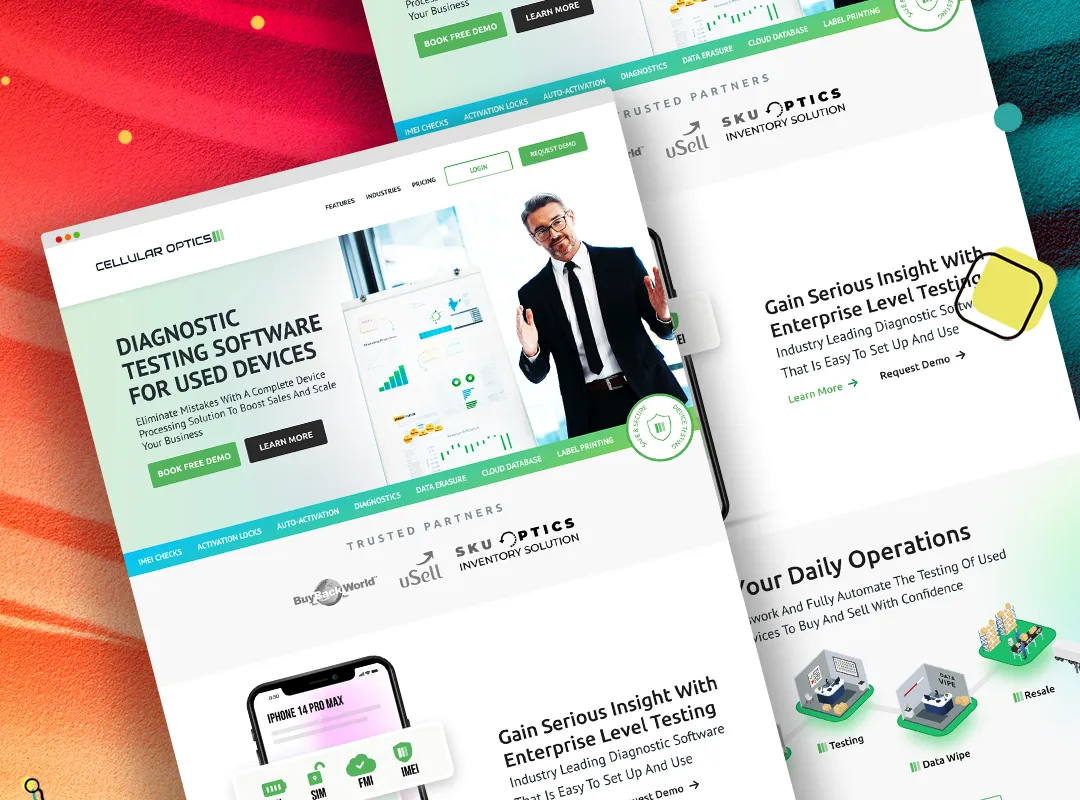 Your Business
BOOK FREE DEMO
LEARN MORE
IMEI CHECKS
ACTIVATION LOCKS
AUTO-ACTIVATION
DIAGNOSTICS
DATA ERASURE
CLOUD DATABASE
LABEL PRINTING
TRUSTED PARTNERS
uSell
SKU OPTICS
INVENTORY SOLUTION
Gain Serious Insight With
Enterprise Level Testing
Industry Leading Diagnostic Softw
That Is Easy To Set Up And Use
Learn More →
Request Demo →
Your Daily Operations
work And Fully Automate The Testing Of Used
vices To Buy And Sell With Confidence
DATA
WIPE
Testing
Data Wipe
Resale
FEATURES
INDUSTRIES
PRICING
LOGIN
REQUEST DEMO
CELLULAR OPTICS
DIAGNOSTIC
TESTING SOFTWARE
FOR USED DEVICES
Eliminate Mistakes With A Complete Device
Processing Solution To Boost Sales And Scale
Your Business
BOOK FREE DEMO
LEARN MORE
SAFE & SECURE
DEVICE TESTING
IMEI CHECKS
ACTIVATION LOCKS
AUTO-ACTIVATION
DIAGNOSTICS
DATA ERASURE
CLOUD DATABASE
LABEL PRINTING
TRUSTED PARTNERS
BuyBackWorld
uSell
SKU OPTICS
INVENTORY SOLUTION
IPHONE 14 PRO MAX
SIM
FMI
IMEI
Gain Serious Insight With
Enterprise Level Testing
Industry Leading Diagnostic Software
That Is Easy To Set Up And Use
uest Demo →